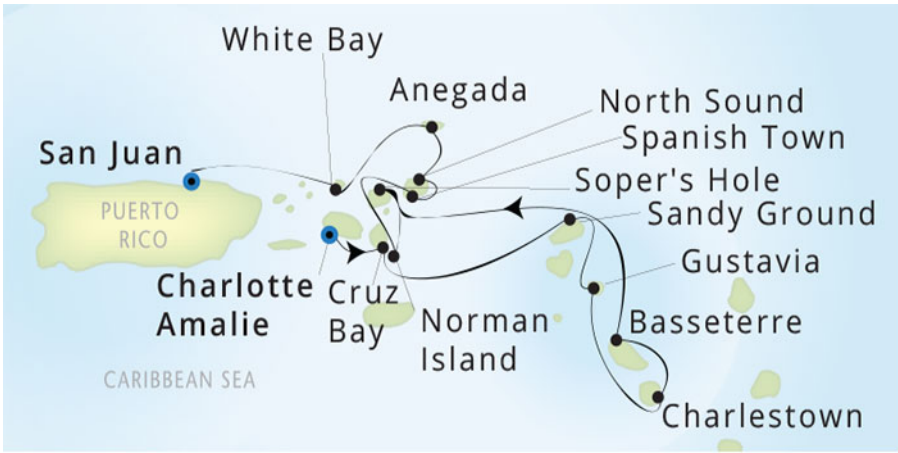 White Bay
Anegada
North Sound
Spanish Town
San Juan
Soper's Hole
Sandy Ground
PUERTO
RICO
Gustavia
Charlotte
Amalie
Cruz
Bay
Norman
Island
Basseterre
CARIBBEAN SEA
Charlestown